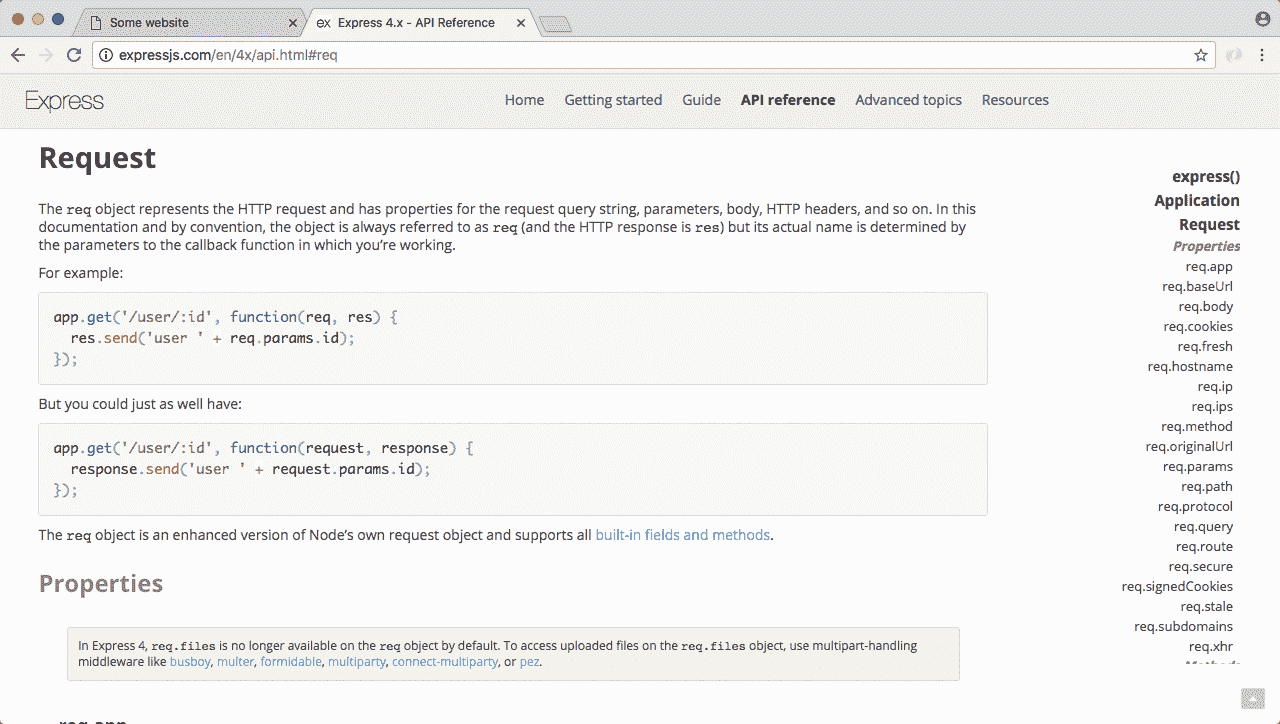 Some website
ex Express 4.x - API Reference
expressjs.com/en/4x/api.html#req
Express
Home Getting started Guide API reference Advanced topics Resources
Request
The req object represents the HTTP request and has properties for the request query string, parameters, body, HTTP headers, and so on. In this
documentation and by convention, the object is always referred to as req (and the HTTP response is res) but its actual name is determined by
the parameters to the callback function in which you’re working.
For example:
app.get('/user/:id', function(req, res) {
  res.send('user ' + req.params.id);
});
But you could just as well have:
app.get('/user/:id', function(request, response) {
  response.send('user ' + request.params.id);
});
The req object is an enhanced version of Node’s own request object and supports all built-in fields and methods.
Properties
In Express 4, req.files is no longer available on the req object by default. To access uploaded files on the req.files object, use multipart-handling
middleware like busboy, multer, formidable, multiparty, connect-multiparty, or pez.
req.app
express()
Application
Request
Properties
req.app
req.baseUrl
req.body
req.cookies
req.fresh
req.hostname
req.ip
req.ips
req.method
req.originalUrl
req.params
req.path
req.protocol
req.query
req.route
req.secure
req.signedCookies
req.stale
req.subdomains
req.xhr
Methods